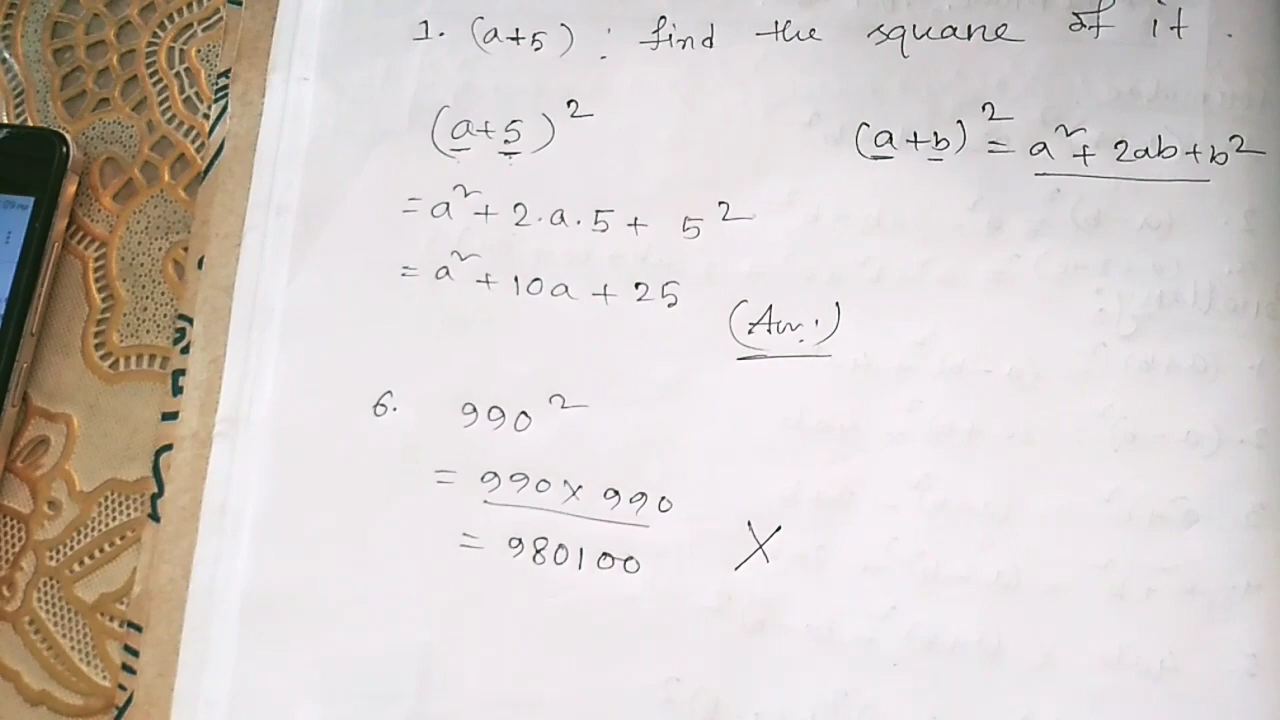 1. (a+5) : find the square of it.
(a+5)²
(a+b)² = a² + 2ab + b²
= a² + 2.a.5 + 5²
= a² + 10a + 25
(Ans.)
6. 990²
= 990 × 990
= 980100 X